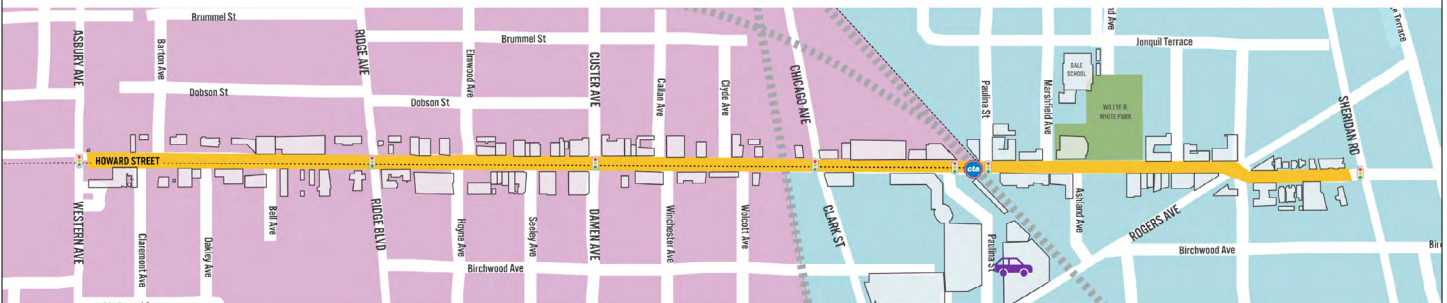 Brummel St
ASBURY AVE
Barton Ave
RIDGE AVE
Elmwood Ave
Brummel St
CUSTER AVE
Callan Ave
Clyde Ave
CHICAGO AVE
Jonquil Terrace
GALE
SCHOOL
Paulina St
Marshfield Ave
WILLYE B.
WHITE PARK
SHERIDAN RD
Dobson St
Dobson St
HOWARD STREET
cta
WESTERN AVE
Claremont Ave
Oakley Ave
Bell Ave
RIDGE BLVD
Hoyne Ave
Seeley Ave
DAMEN AVE
Winchester Ave
Wolcott Ave
CLARK ST
Paulina St
Ashland Ave
ROGERS AVE
Birchwood Ave
Birchwood Ave